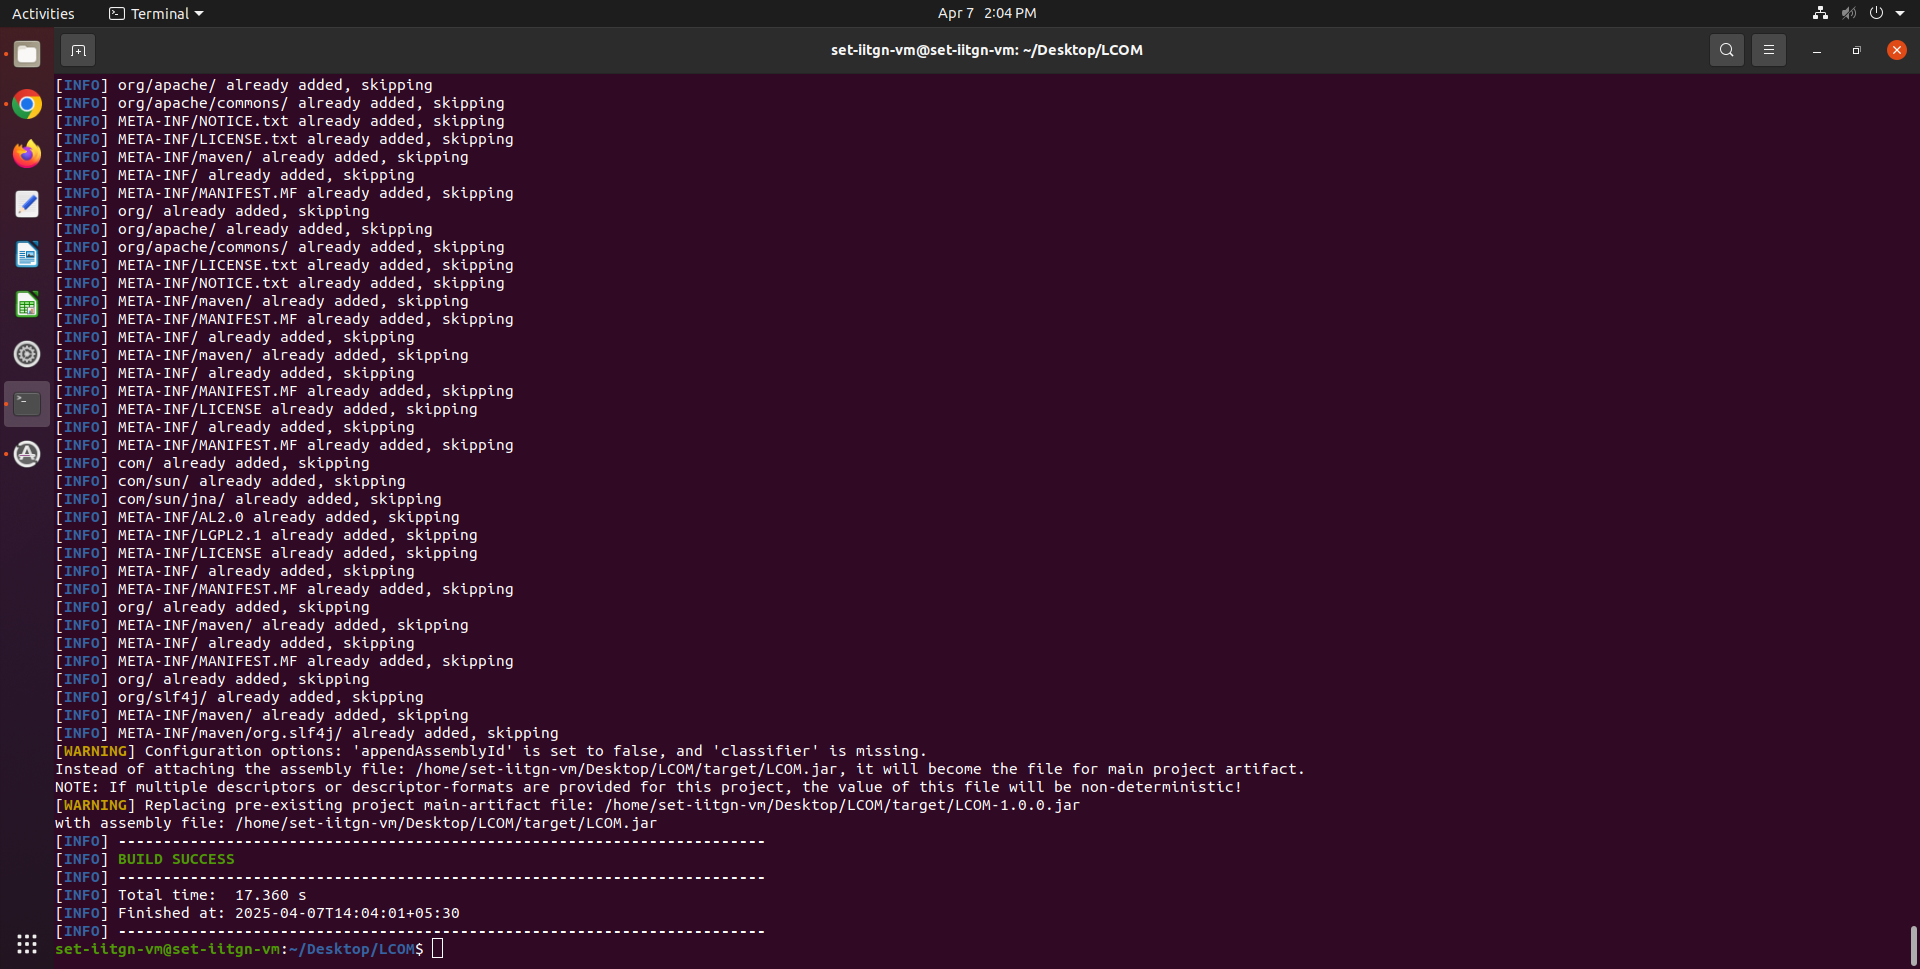 Activities
Terminal
Apr 7 2:04 PM
set-iitgn-vm@set-iitgn-vm: ~/Desktop/LCOM
[INFO] org/apache/ already added, skipping
[INFO] org/apache/commons/ already added, skipping
[INFO] META-INF/NOTICE.txt already added, skipping
[INFO] META-INF/LICENSE.txt already added, skipping
[INFO] META-INF/maven/ already added, skipping
[INFO] META-INF/ already added, skipping
[INFO] META-INF/MANIFEST.MF already added, skipping
[INFO] org/ already added, skipping
[INFO] org/apache/ already added, skipping
[INFO] org/apache/commons/ already added, skipping
[INFO] META-INF/LICENSE.txt already added, skipping
[INFO] META-INF/NOTICE.txt already added, skipping
[INFO] META-INF/maven/ already added, skipping
[INFO] META-INF/MANIFEST.MF already added, skipping
[INFO] META-INF/ already added, skipping
[INFO] META-INF/maven/ already added, skipping
[INFO] META-INF/ already added, skipping
[INFO] META-INF/MANIFEST.MF already added, skipping
[INFO] META-INF/LICENSE already added, skipping
[INFO] META-INF/ already added, skipping
[INFO] META-INF/MANIFEST.MF already added, skipping
[INFO] com/ already added, skipping
[INFO] com/sun/ already added, skipping
[INFO] com/sun/jna/ already added, skipping
[INFO] META-INF/AL2.0 already added, skipping
[INFO] META-INF/LGPL2.1 already added, skipping
[INFO] META-INF/LICENSE already added, skipping
[INFO] META-INF/ already added, skipping
[INFO] META-INF/MANIFEST.MF already added, skipping
[INFO] org/ already added, skipping
[INFO] META-INF/maven/ already added, skipping
[INFO] META-INF/ already added, skipping
[INFO] META-INF/MANIFEST.MF already added, skipping
[INFO] org/ already added, skipping
[INFO] org/slf4j/ already added, skipping
[INFO] META-INF/maven/ already added, skipping
[INFO] META-INF/maven/org.slf4j/ already added, skipping
[WARNING] Configuration options: 'appendAssemblyId' is set to false, and 'classifier' is missing.
Instead of attaching the assembly file: /home/set-iitgn-vm/Desktop/LCOM/target/LCOM.jar, it will become the file for main project artifact.
NOTE: If multiple descriptors or descriptor-formats are provided for this project, the value of this file will be non-deterministic!
[WARNING] Replacing pre-existing project main-artifact file: /home/set-iitgn-vm/Desktop/LCOM/target/LCOM-1.0.0.jar
with assembly file: /home/set-iitgn-vm/Desktop/LCOM/target/LCOM.jar
[INFO] ------------------------------------------------------------------------
[INFO] BUILD SUCCESS
[INFO] ------------------------------------------------------------------------
[INFO] Total time:  17.360 s
[INFO] Finished at: 2025-04-07T14:04:01+05:30
[INFO] ------------------------------------------------------------------------
set-iitgn-vm@set-iitgn-vm:~/Desktop/LCOM$